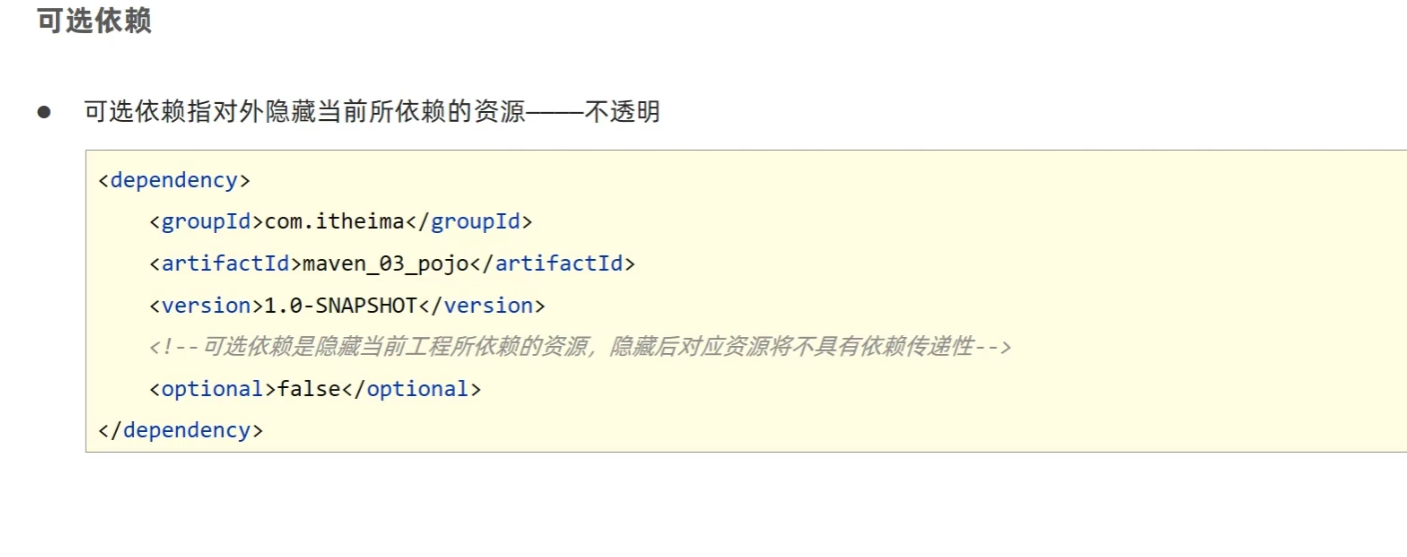 可选依赖
● 可选依赖指对外隐藏当前所依赖的资源————不透明
<dependency>
    <groupId>com.itheima</groupId>
    <artifactId>maven_03_pojo</artifactId>
    <version>1.0-SNAPSHOT</version>
    <!--可选依赖是隐藏当前工程所依赖的资源，隐藏后对应资源将不具有依赖传递性-->
    <optional>false</optional>
</dependency>